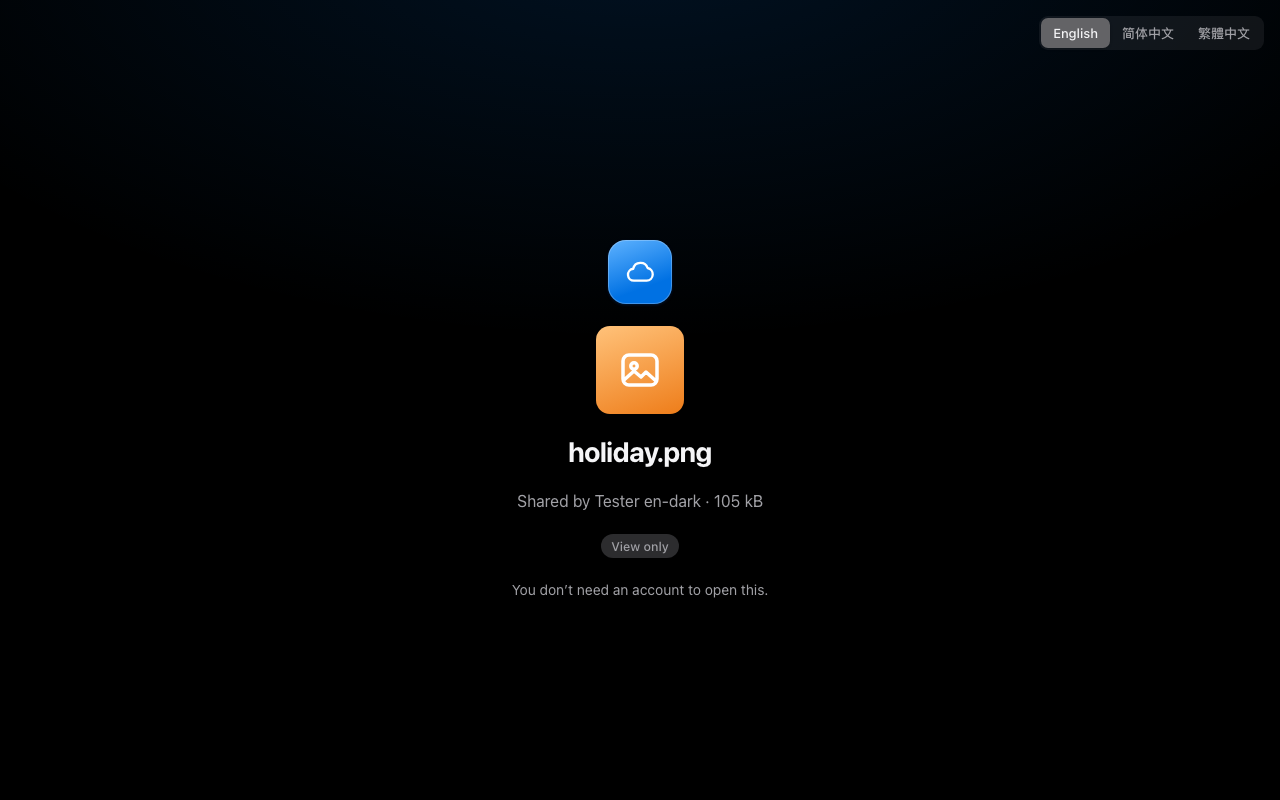 English
简体中文
繁體中文
holiday.png
Shared by Tester en-dark · 105 kB
View only
You don’t need an account to open this.